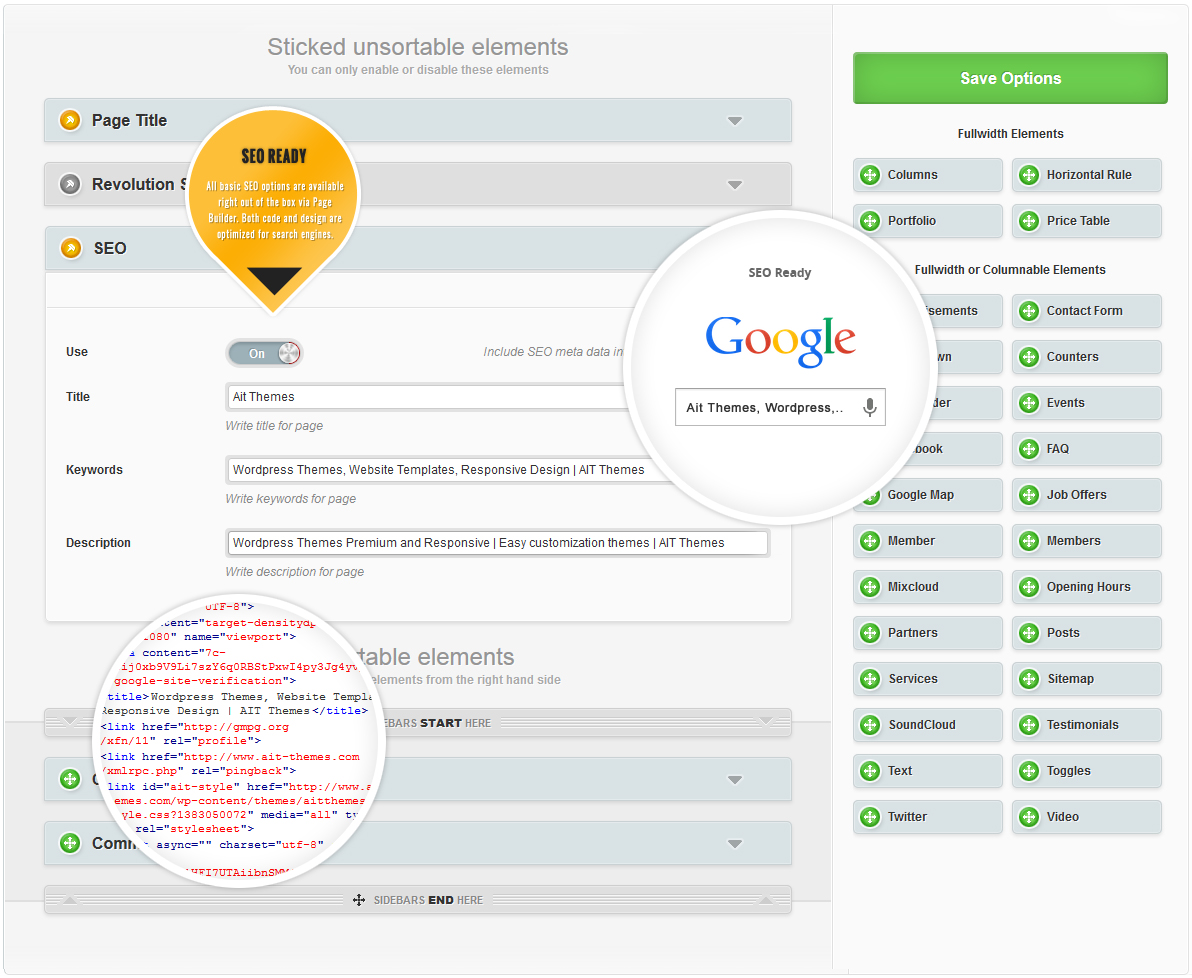 Sticked unsortable elements
You can only enable or disable these elements
Page Title
Revolution
SEO READY
All basic SEO options are available
right out of the box via Page
Builder. Both code and design are
optimized for search engines.
SEO
Use
On
Include SEO meta data in
Title
Ait Themes
Write title for page
Keywords
Wordpress Themes, Website Templates, Responsive Design | AIT Themes
Write keywords for page
Description
Wordpress Themes Premium and Responsive | Easy customization themes | AIT Themes
Write description for page
SEO Ready
Google
Ait Themes, Wordpress,..
UTF-8">
content="target-densitydp
1080" name="viewport">
content="7c-
google-site-verification">
title>Wordpress Themes, Website Templa
Responsive Design | AIT Themes</title>
<link href="http://gmpg.org
/xfn/11" rel="profile">
<link href="http://www.ait-themes.com
/xmlrpc.php" rel="pingback">
link id="ait-style" href="http://www.a
emes.com/wp-content/themes/aitthemes
yle.css?1383050072" media="all" ty
rel="stylesheet">
async="" charset="utf-8"
table elements
elements from the right hand side
EBARS START HERE
Comm
SIDEBARS END HERE
Save Options
Fullwidth Elements
Columns
Horizontal Rule
Portfolio
Price Table
Fullwidth or Columnable Elements
isements
Contact Form
wn
Counters
der
Events
book
FAQ
Google Map
Job Offers
Member
Members
Mixcloud
Opening Hours
Partners
Posts
Services
Sitemap
SoundCloud
Testimonials
Text
Toggles
Twitter
Video